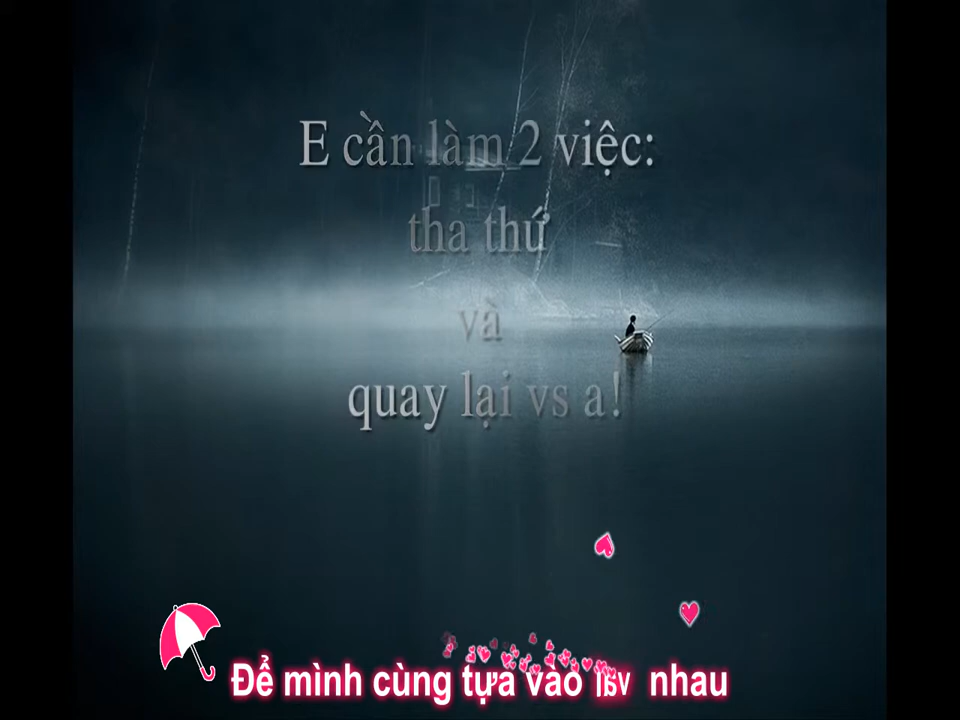 E cần làm 2 việc:
tha thứ
và
quay lại vs a!
Để mình cùng tựa vào nhau